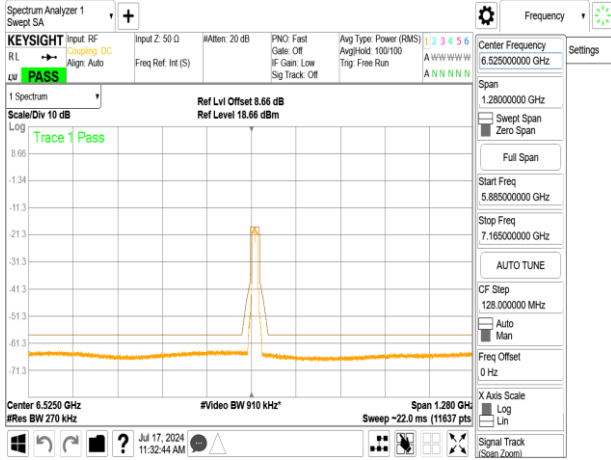 Spectrum Analyzer 1
Swept SA
Frequency
KEYSIGHT
RL
LXI
PASS
Input: RF
Coupling: DC
Align: Auto
Input Z: 50 Ω
Freq Ref: Int (S)
#Atten: 20 dB
PNO: Fast
Gate: Off
IF Gain: Low
Sig Track: Off
Avg Type: Power (RMS)
Avg|Hold: 100/100
Trig: Free Run
1 2 3 4 5 6
A W W W W W
A N N N N N
1 Spectrum
Scale/Div 10 dB
Ref Lvl Offset 8.66 dB
Ref Level 18.66 dBm
Log
Trace 1 Pass
8.66
-1.34
-11.3
-21.3
-31.3
-41.3
-51.3
-61.3
-71.3
Center 6.5250 GHz
#Video BW 910 kHz*
Span 1.280 GHz
#Res BW 270 kHz
Sweep ~22.0 ms (11637 pts
Jul 17, 2024
11:32:44 AM
Center Frequency
6.525000000 GHz
Settings
Span
1.28000000 GHz
Swept Span
Zero Span
Full Span
Start Freq
5.885000000 GHz
Stop Freq
7.165000000 GHz
AUTO TUNE
CF Step
128.000000 MHz
Auto
Man
Freq Offset
0 Hz
X Axis Scale
Log
Lin
Signal Track
(Span Zoom)